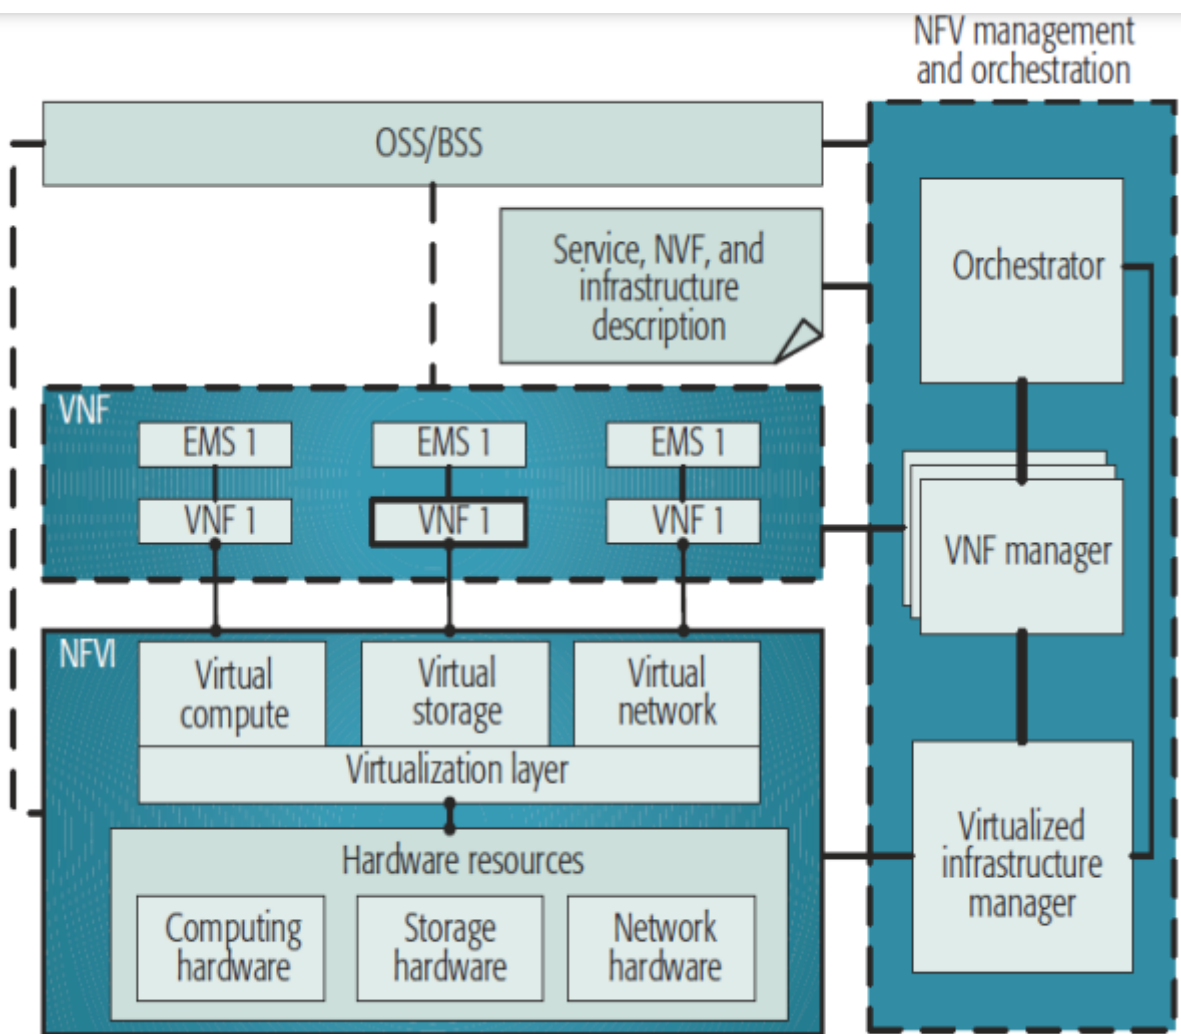 NFV management
and orchestration
OSS/BSS
Service, NVF, and
infrastructure
description
Orchestrator
VNF
EMS 1
EMS 1
EMS 1
VNF 1
VNF 1
VNF 1
VNF manager
NFVI
Virtual
compute
Virtual
storage
Virtual
network
Virtualization layer
Virtualized
infrastructure
manager
Hardware resources
Computing
hardware
Storage
hardware
Network
hardware